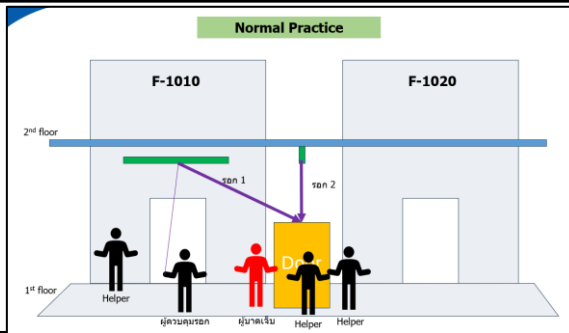 Normal Practice
F-1010
F-1020
2nd floor
รอก 1
รอก 2
Door
1st floor
Helper
ผู้ควบคุมรอก
ผู้บาดเจ็บ
Helper
Helper